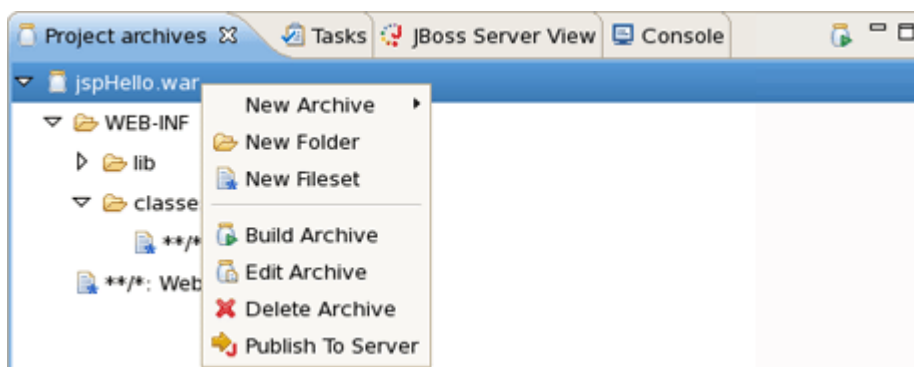 Project archives
Tasks
JBoss Server View
Console
jspHello.war
New Archive
WEB-INF
New Folder
lib
New Fileset
classe
**/*
Build Archive
**/*: Web
Edit Archive
Delete Archive
Publish To Server